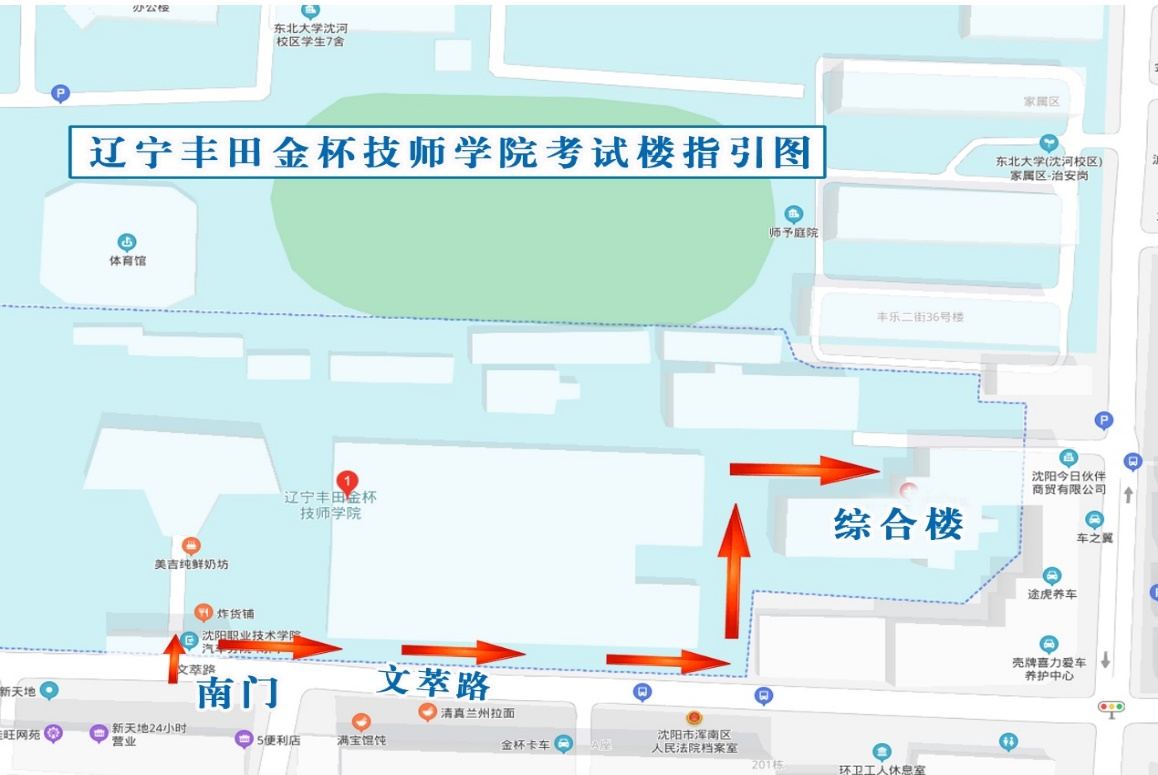 办公楼
东北大学沈河
校区学生7舍
家属区
辽宁丰田金杯技师学院考试楼指引图
东北大学(沈河校区)
家属区-治安岗
师予庭院
体育馆
丰乐二街36号楼
沈阳今日伙伴
商贸有限公司
辽宁丰田金杯
技师学院
综合楼
车之翼
美吉纯鲜奶坊
途虎养车
炸货铺
沈阳职业技术学院
文萃路
壳牌喜力爱车
养护中心
南门
文萃路
新天地
清真兰州拉面
新天地24小时
营业
5便利店
满宝馄饨
金杯卡车
沈阳市浑南区
人民法院档案室
201栋
环卫工人休息室